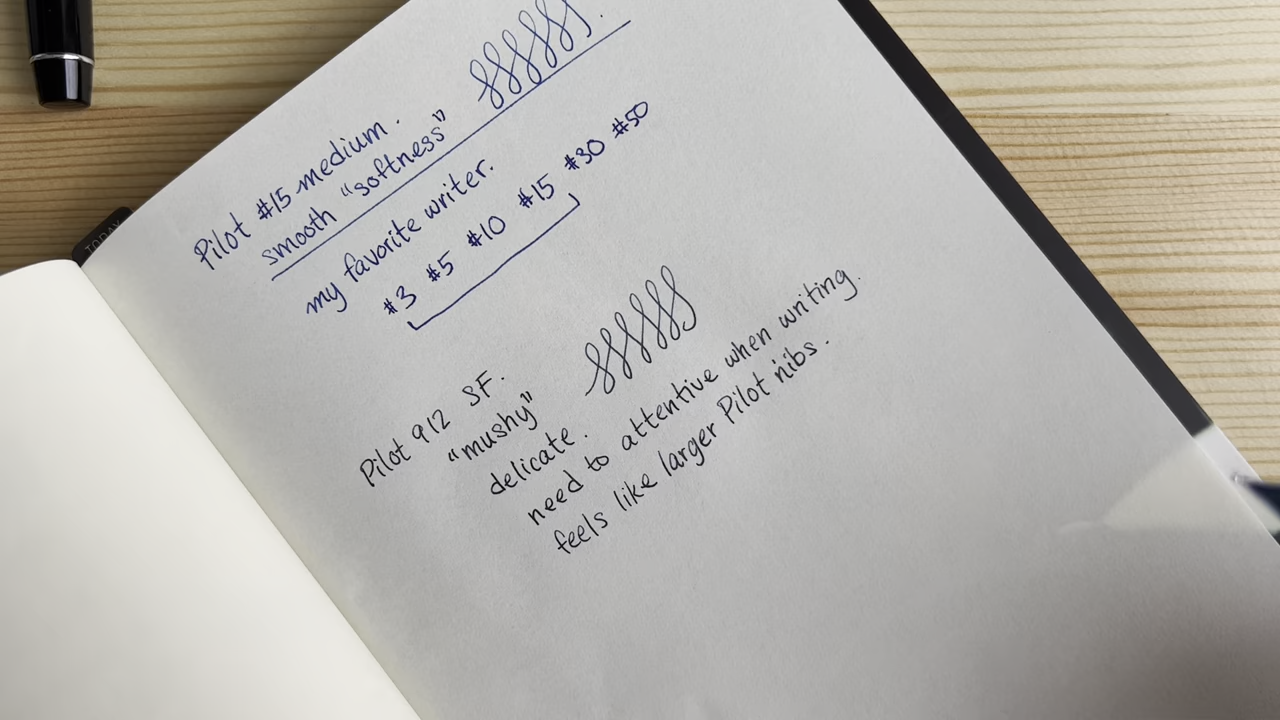 TODAY
Pilot #15 medium.
smooth "softness"
my favorite writer.
#3 #5 #10 #15 #30 #50
Pilot 912 SF.
"mushy"
delicate.
need to attentive when writing.
feels like larger Pilot nibs.